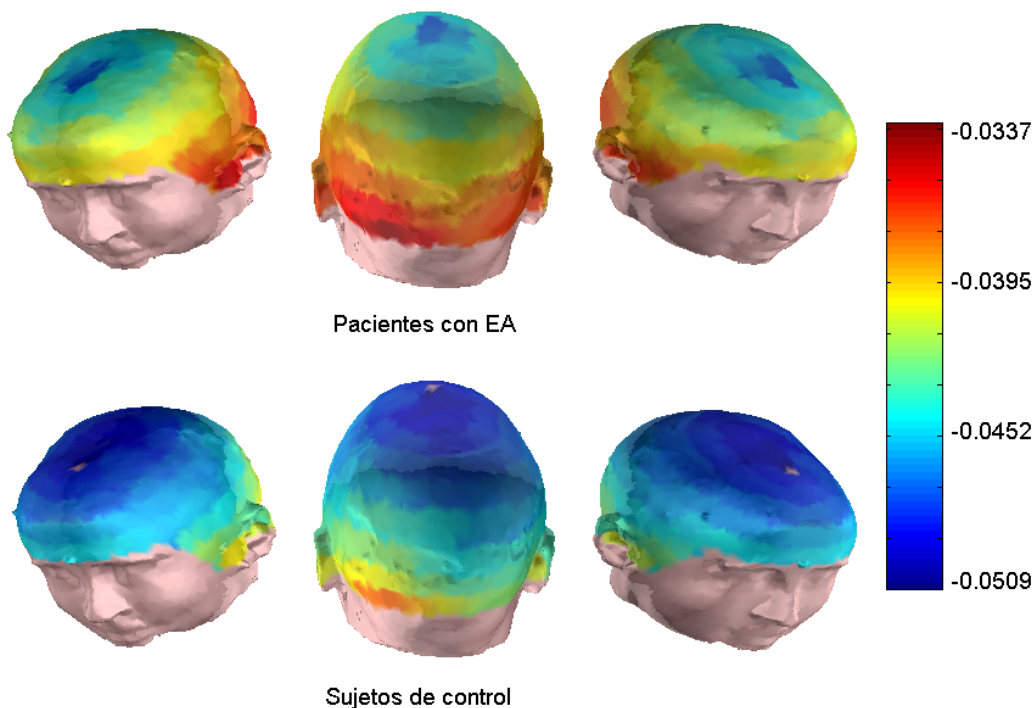 -0.0337
-0.0395
Pacientes con EA
-0.0452
-0.0509
Sujetos de control